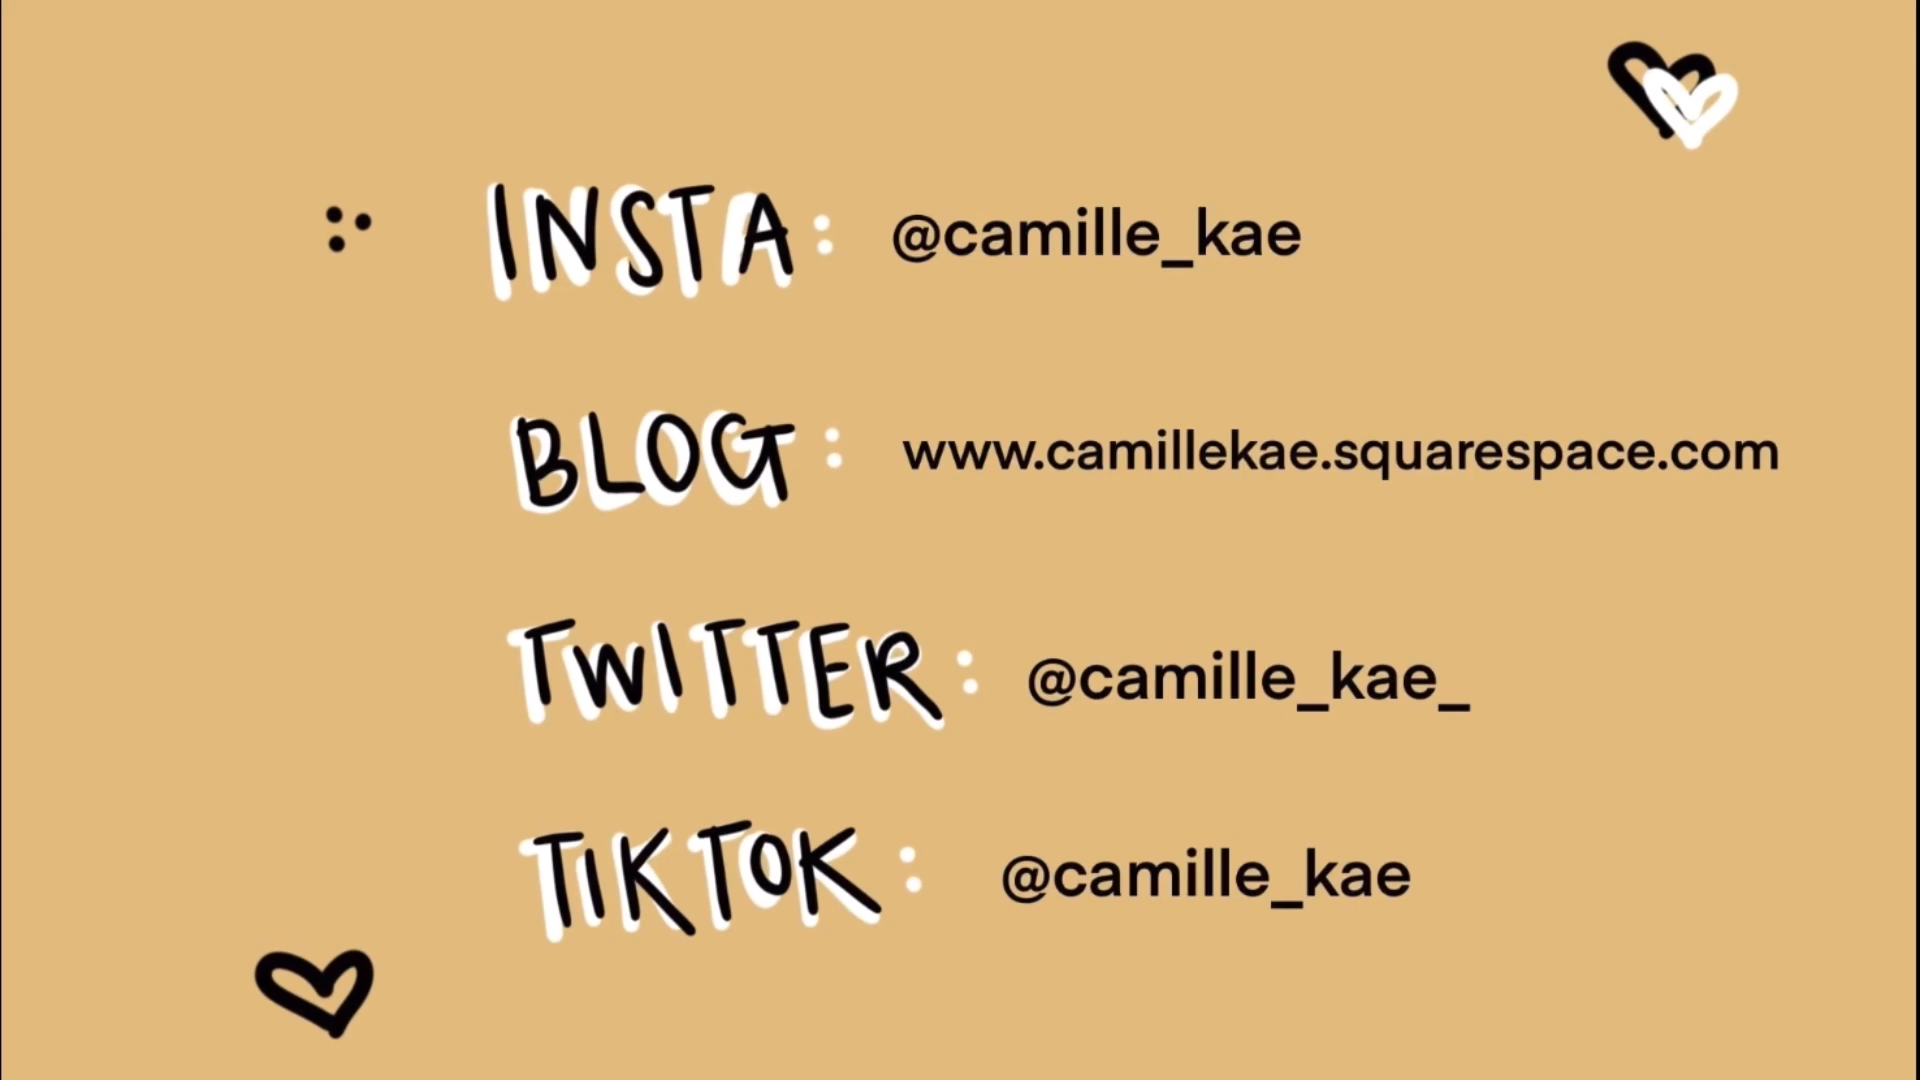 INSTA: @camille_kae
BLOG: www.camillekae.squarespace.com
TWITTER: @camille_kae_
TIKTOK: @camille_kae